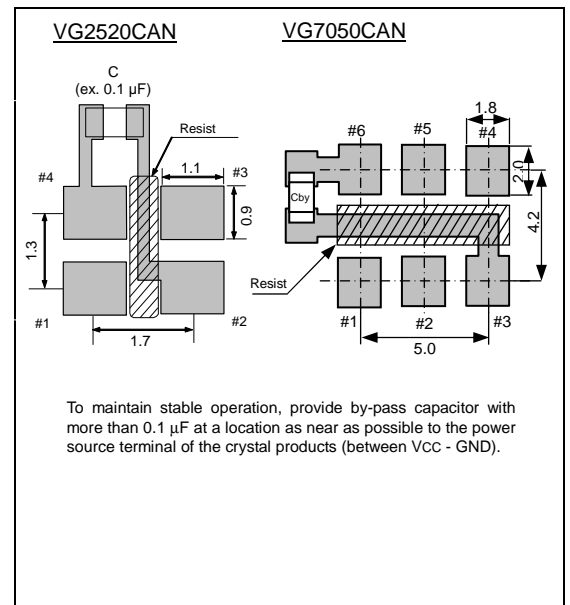 VG2520CAN
VG7050CAN
C
(ex. 0.1 µF)
Resist
1.1
#4
#3
0.9
1.3
#1
#2
1.7
1.8
#6
#5
#4
2.0
Cby
4.2
Resist
#1
#2
#3
5.0
To maintain stable operation, provide by-pass capacitor with
more than 0.1 µF at a location as near as possible to the power
source terminal of the crystal products (between VCC - GND).